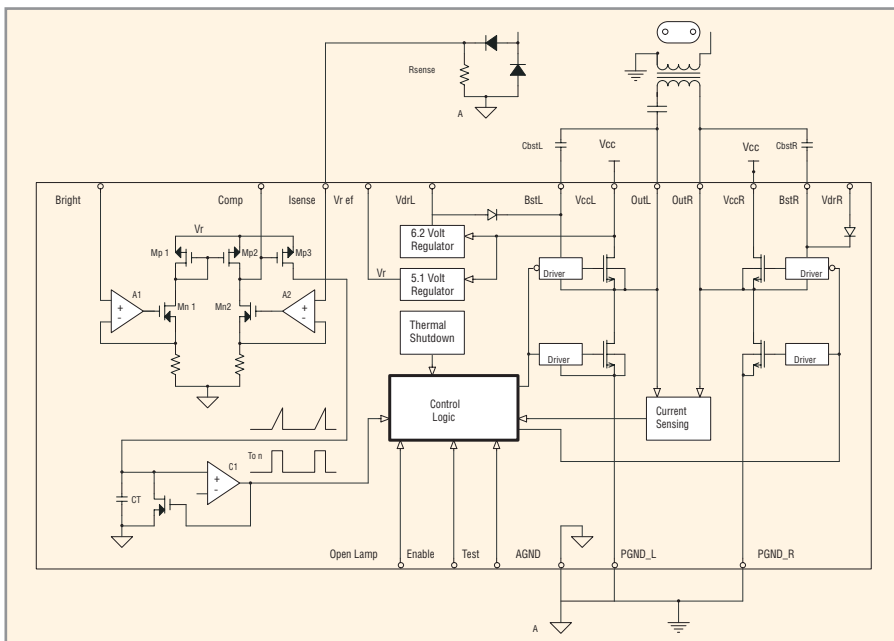 Rsense
A
CbstL
Vcc
Vcc
CbstR
Bright
Comp
Isense
Vr ef
VdrL
BstL
VccL
OutL
OutR
VccR
BstR
VdrR
Vr
Mp 1
Mp2
Mp3
6.2 Volt
Regulator
Vr
5.1 Volt
Regulator
Driver
Driver
A1
+
-
Mn 1
Mn2
A2
+
-
Thermal
Shutdown
Driver
Driver
Control
Logic
Current
Sensing
To n
C1
+
-
CT
Open Lamp
Enable
Test
AGND
PGND_L
PGND_R
A